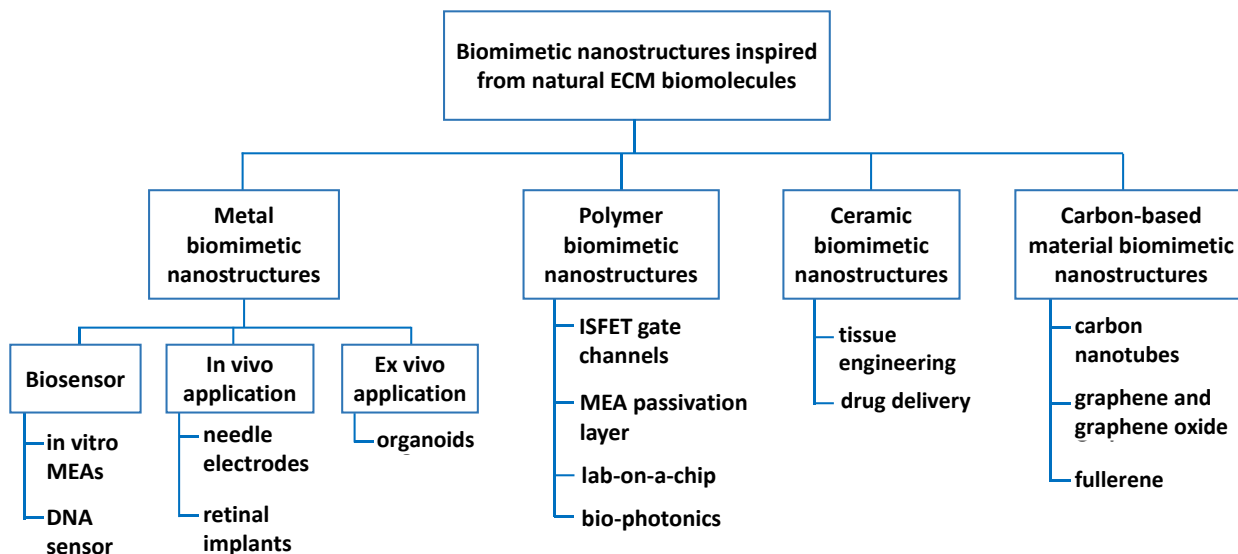 Biomimetic nanostructures inspired
from natural ECM biomolecules
Metal
biomimetic
nanostructures
Polymer
biomimetic
nanostructures
Ceramic
biomimetic
nanostructures
Carbon-based
material biomimetic
nanostructures
Biosensor
In vivo
application
Ex vivo
application
in vitro
MEAs
DNA
sensor
needle
electrodes
retinal
implants
organoids
ISFET gate
channels
MEA passivation
layer
lab-on-a-chip
bio-photonics
tissue
engineering
drug delivery
carbon
nanotubes
graphene and
graphene oxide
fullerene